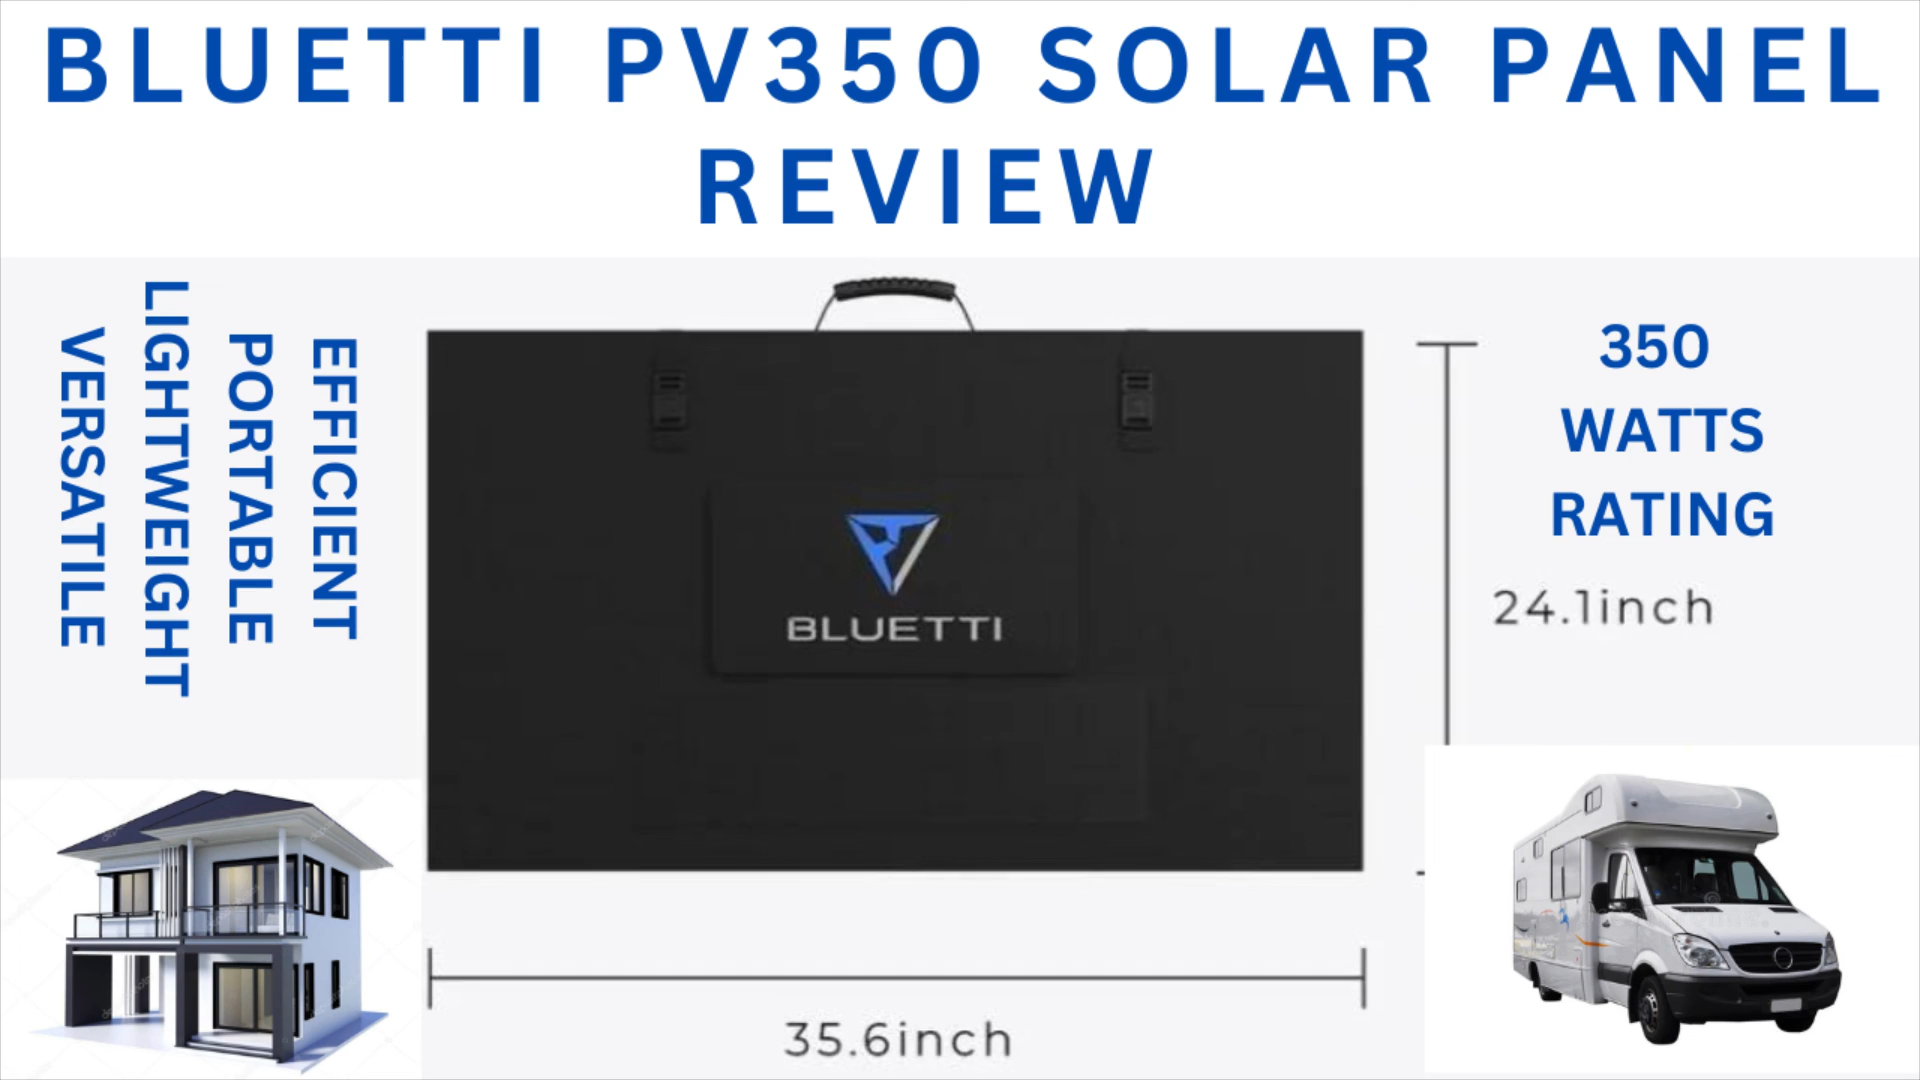 BLUETTI PV350 SOLAR PANEL
REVIEW
EFFICIENT
PORTABLE
LIGHTWEIGHT
VERSATILE
BLUETTI
350
WATTS
RATING
24.1inch
35.6inch